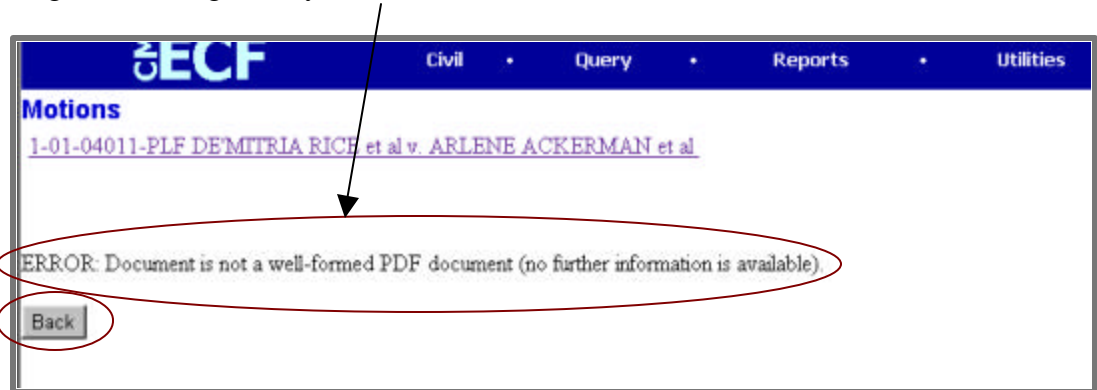 CM ECF Civil • Query • Reports • Utilities
Motions
1-01-04011-PLF DE'MITRIA RICE et al v. ARLENE ACKERMAN et al
ERROR: Document is not a well-formed PDF document (no further information is available).
Back